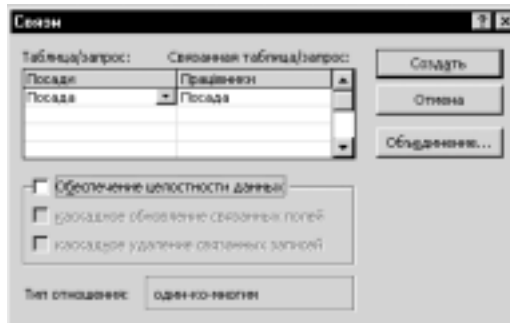 Связи
Таблица/запрос: Связанная таблица/запрос:
Посади Працівники
Посада Посада
Создать
Отмена
Объединение...
Обеспечение целостности данных
каскадное обновление связанных полей
каскадное удаление связанных записей
Тип отношения: один-ко-многим